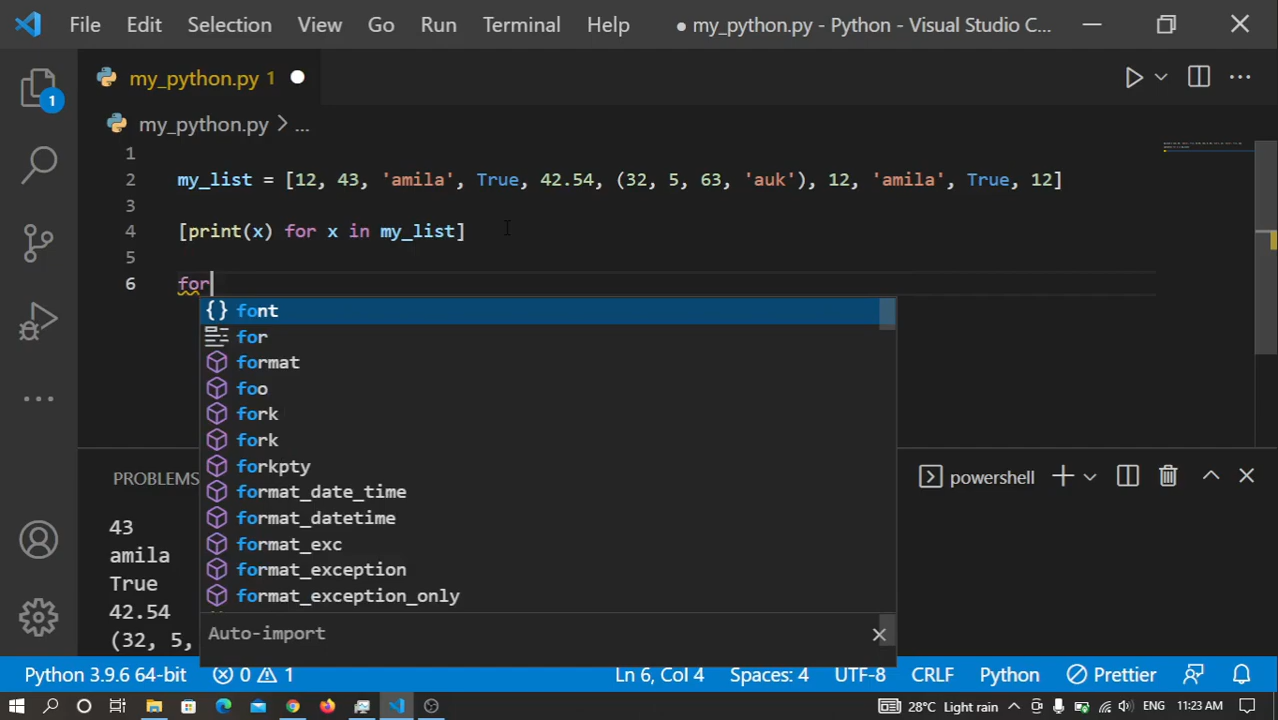 File Edit Selection View Go Run Terminal Help ● my_python.py - Python - Visual Studio C...
my_python.py 1 ●
my_python.py > ...
1
2 my_list = [12, 43, 'amila', True, 42.54, (32, 5, 63, 'auk'), 12, 'amila', True, 12]
3
4 [print(x) for x in my_list]
5
6 for
font
for
format
foo
fork
fork
forkpty
format_date_time
format_datetime
format_exc
format_exception
format_exception_only
Auto-import
1
PROBLEMS
powershell
43
amila
True
42.54
(32, 5,
Python 3.9.6 64-bit 0 1 Ln 6, Col 4 Spaces: 4 UTF-8 CRLF Python Prettier
28°C Light rain ENG 11:23 AM